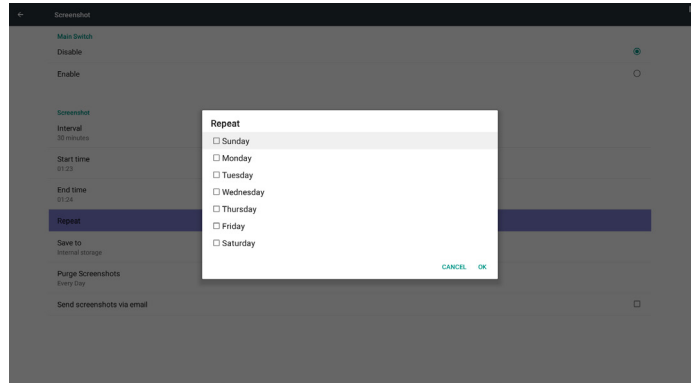 Screenshot
Main Switch
Disable
Enable
Screenshot
Interval
30 minutes
Start time
01:23
End time
01:24
Repeat
Save to
Internal storage
Purge Screenshots
Every Day
Send screenshots via email
Repeat
Sunday
Monday
Tuesday
Wednesday
Thursday
Friday
Saturday
CANCEL OK